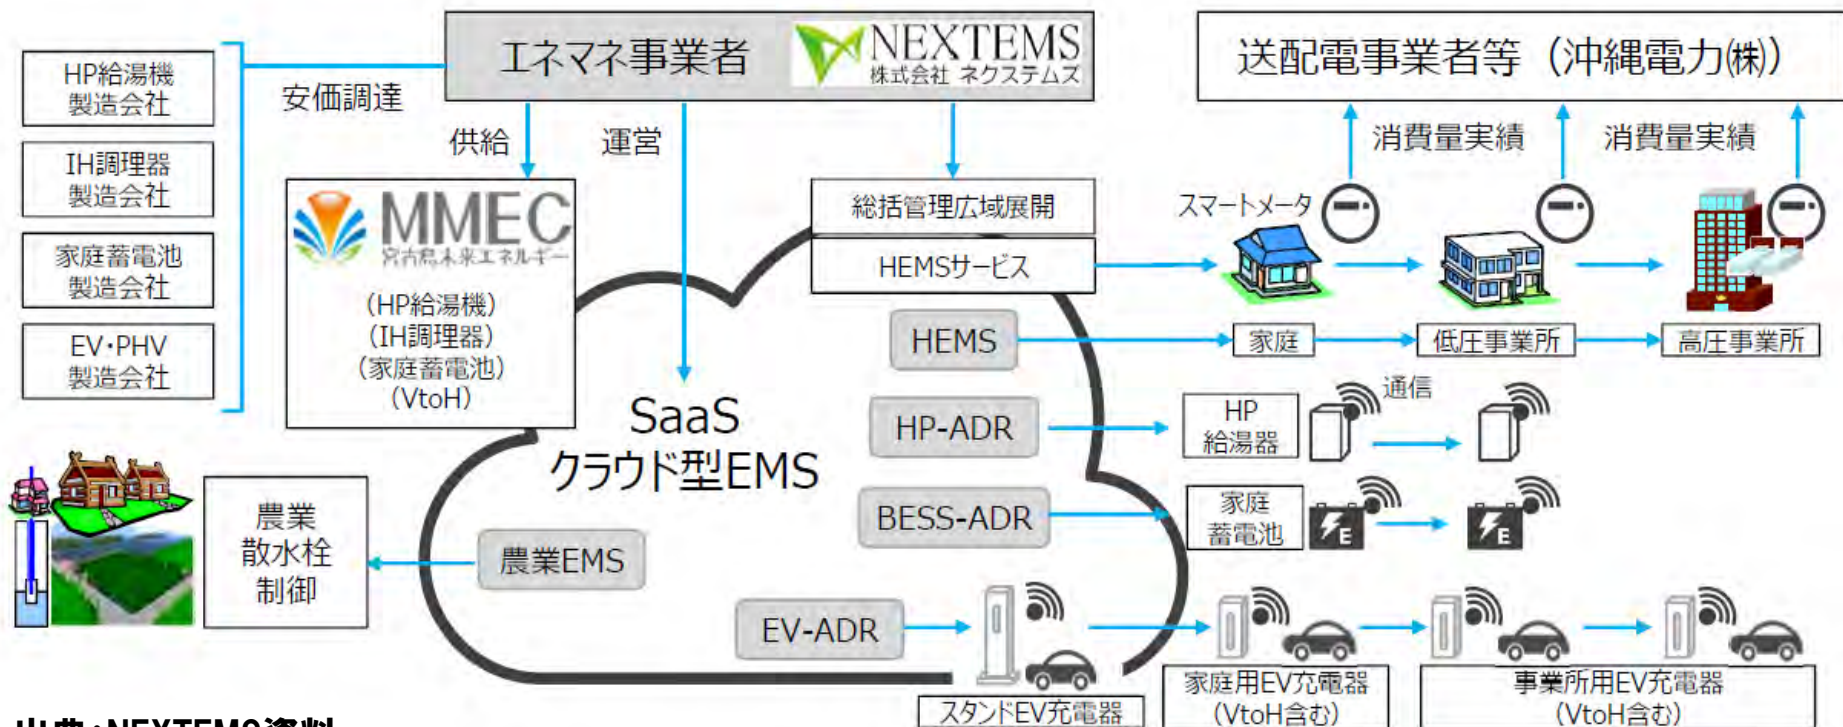 エネマネ事業者
NEXTEMS
株式会社 ネクステムズ
送配電事業者等（沖縄電力㈱）
HP給湯機
製造会社
IH調理器
製造会社
家庭蓄電池
製造会社
EV・PHV
製造会社
安価調達
供給
運営
消費量実績
消費量実績
MMEC
宮古島未来エネルギー
（HP給湯機）
（IH調理器）
（家庭蓄電池）
（VtoH）
総括管理広域展開
HEMSサービス
スマートメータ
HEMS
家庭
低圧事業所
高圧事業所
SaaS
クラウド型EMS
HP-ADR
HP
給湯器
通信
BESS-ADR
家庭
蓄電池
E
E
農業
散水栓
制御
農業EMS
EV-ADR
スタンドEV充電器
家庭用EV充電器
（VtoH含む）
事業所用EV充電器
（VtoH含む）
出典：NEXTEMS資料